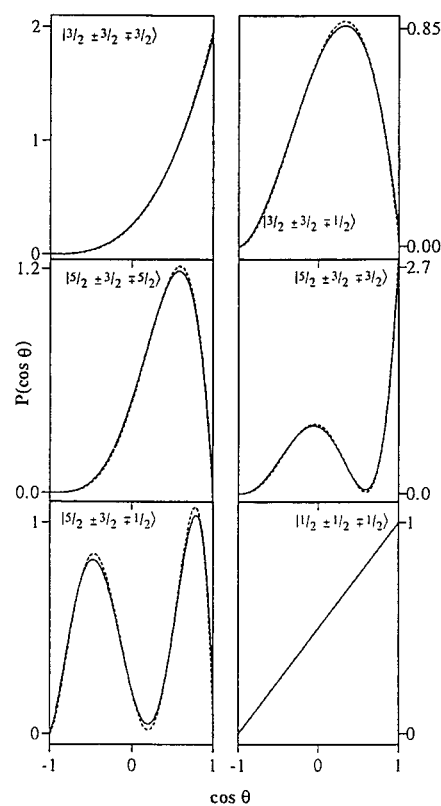 2
|3/2 ±3/2 ∓3/2⟩
1
0
0.85
|3/2 ±3/2 ∓1/2⟩
0.00
1.2
|5/2 ±3/2 ∓5/2⟩
P(cos θ)
0.0
|5/2 ±3/2 ∓3/2⟩
2.7
0.0
|5/2 ±3/2 ∓1/2⟩
1
0
|1/2 ±1/2 ∓1/2⟩
1
0
-1 0 1
-1 0 1
cos θ